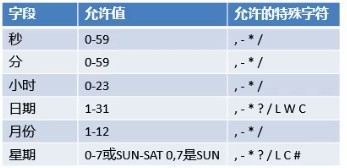 字段 允许值 允许的特殊字符
秒 0-59 , - * /
分 0-59 , - * /
小时 0-23 , - * /
日期 1-31 , - * ? / L W C
月份 1-12 , - * /
星期 0-7或SUN-SAT 0,7是SUN , - * ? / L C #